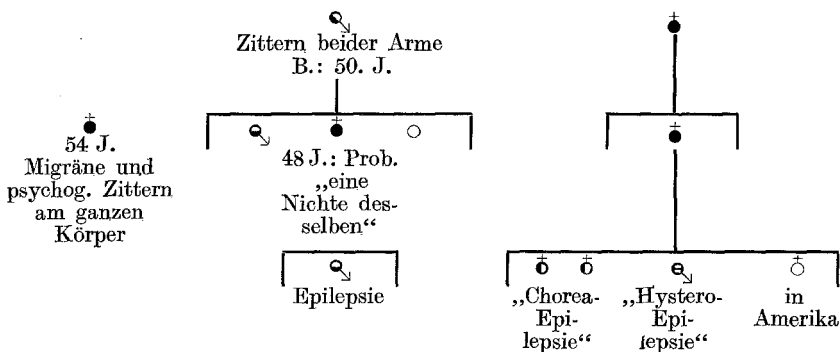 Zittern beider Arme
B.: 50. J.
54 J.
Migräne und
psychog. Zittern
am ganzen
Körper
48 J.: Prob.
„eine
Nichte des-
selben“
Epilepsie
„Chorea-
Epi-
lepsie“
„Hystero-
Epi-
lepsie“
in
Amerika